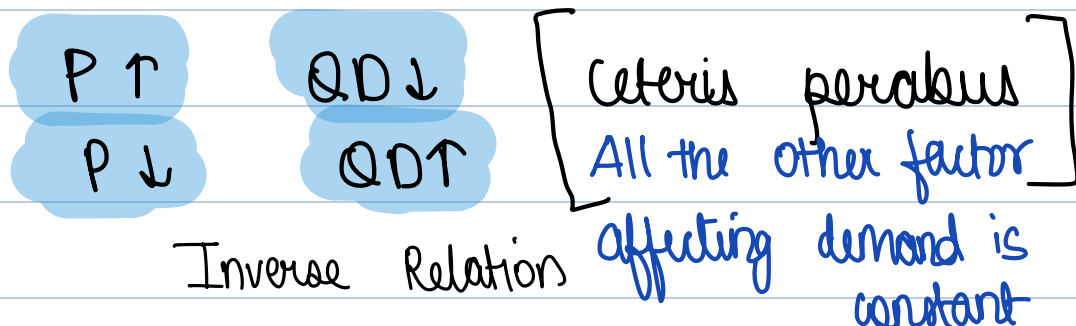 P ↑ QD↓ [Ceteris perabus
P ↓ QD↑ All the other factor]
Inverse Relation affecting demand is
constant